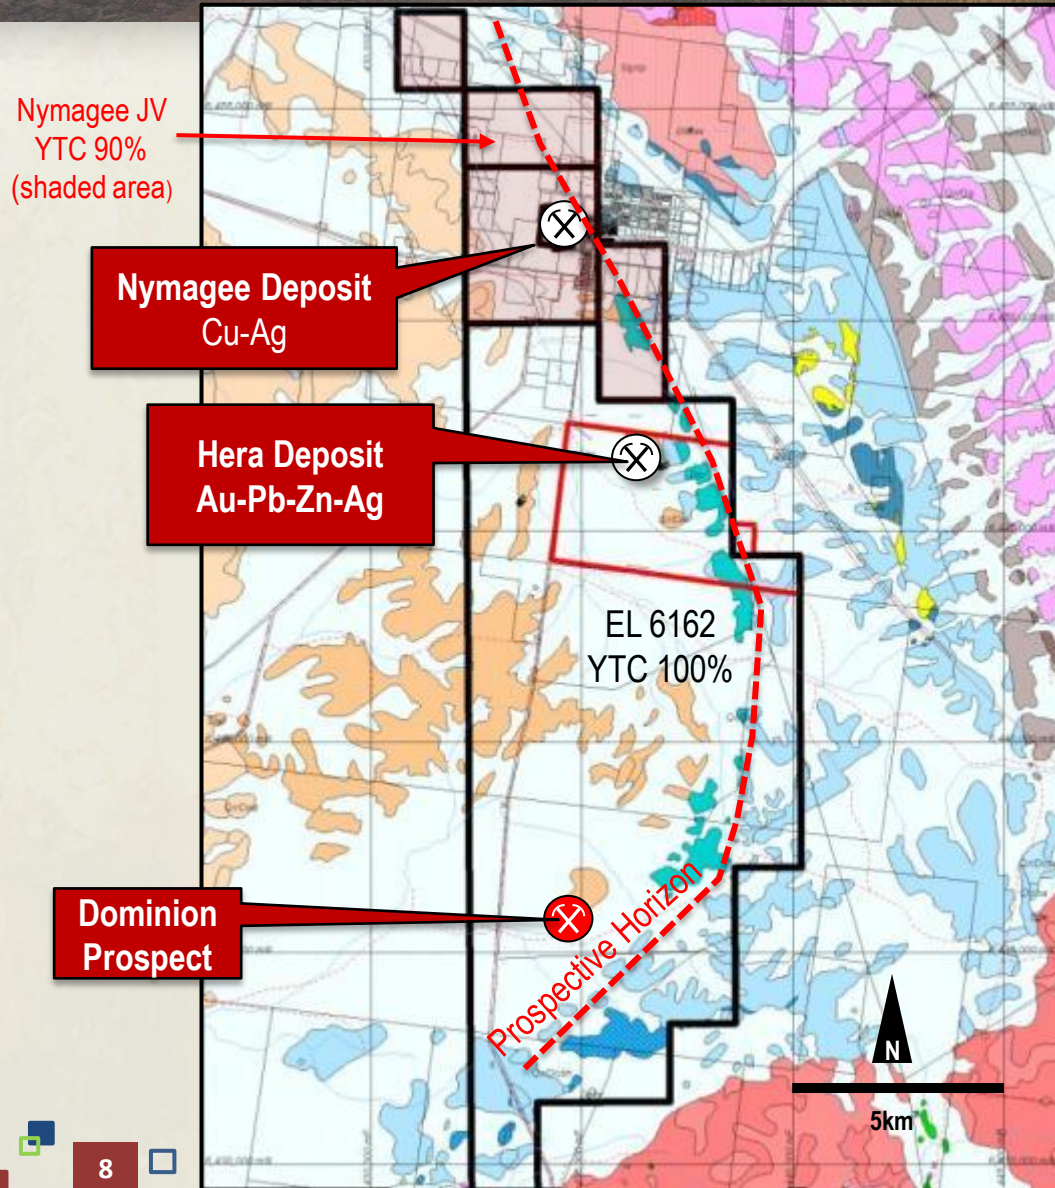 Nymagee JV
YTC 90%
(shaded area)
Nymagee Deposit
Cu-Ag
Hera Deposit
Au-Pb-Zn-Ag
EL 6162
YTC 100%
Dominion
Prospect
Prospective Horizon
N
5km
8